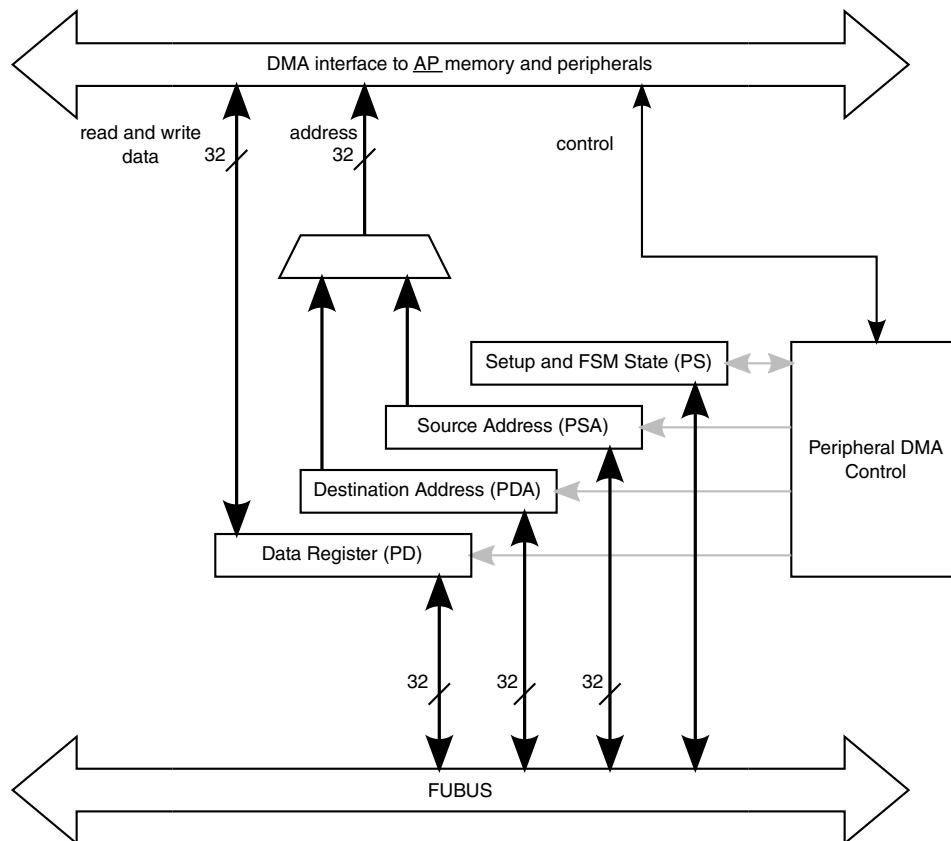 DMA interface to AP memory and peripherals
read and write
data
32
address
32
control
Setup and FSM State (PS)
Source Address (PSA)
Peripheral DMA
Control
Destination Address (PDA)
Data Register (PD)
32
32
32
FUBUS